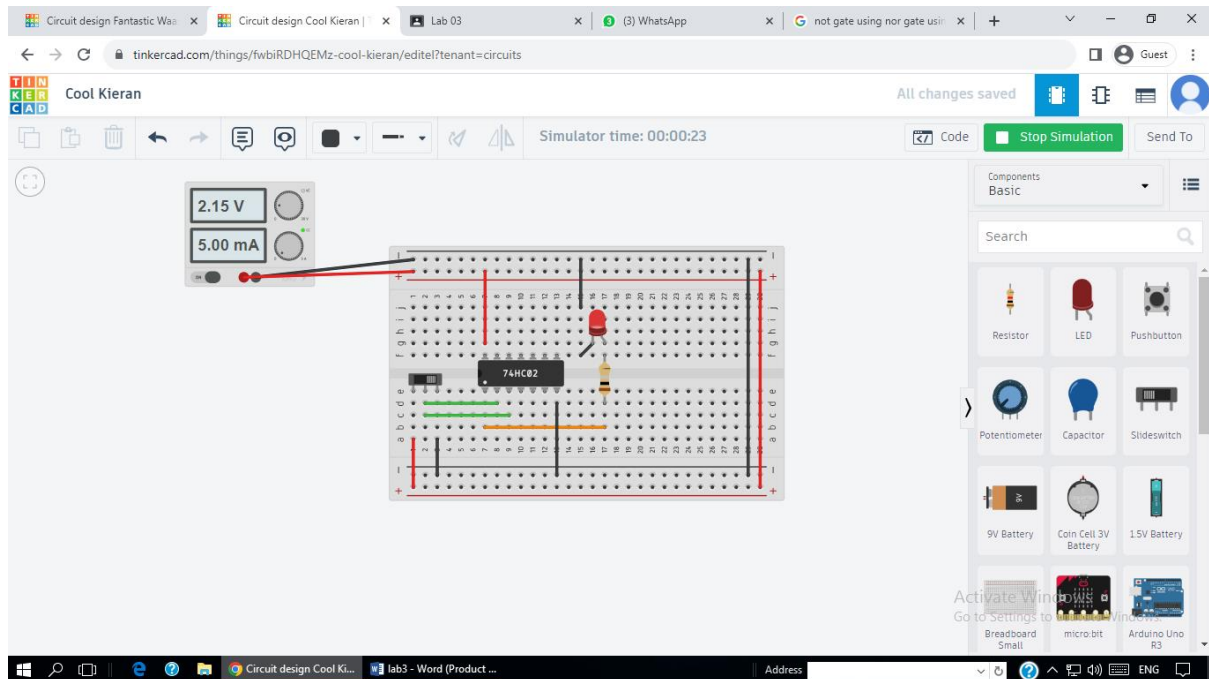 Circuit design Fantastic Waa
Circuit design Cool Kieran | T
Lab 03
(3) WhatsApp
not gate using nor gate usin
tinkercad.com/things/fwbiRDHQEMz-cool-kieran/editel?tenant=circuits
Guest
TIN
KER
CAD
Cool Kieran
All changes saved
Simulator time: 00:00:23
Code
Stop Simulation
Send To
Components
Basic
Search
2.15 V
5.00 mA
74HC02
Resistor
LED
Pushbutton
Potentiometer
Capacitor
Slideswitch
9V Battery
Coin Cell 3V
Battery
1.5V Battery
Breadboard
Small
micro:bit
Arduino Uno
R3
Activate Windows
Go to Settings to
Windows.
Circuit design Cool Ki...
lab3 - Word (Product ...
Address
ENG